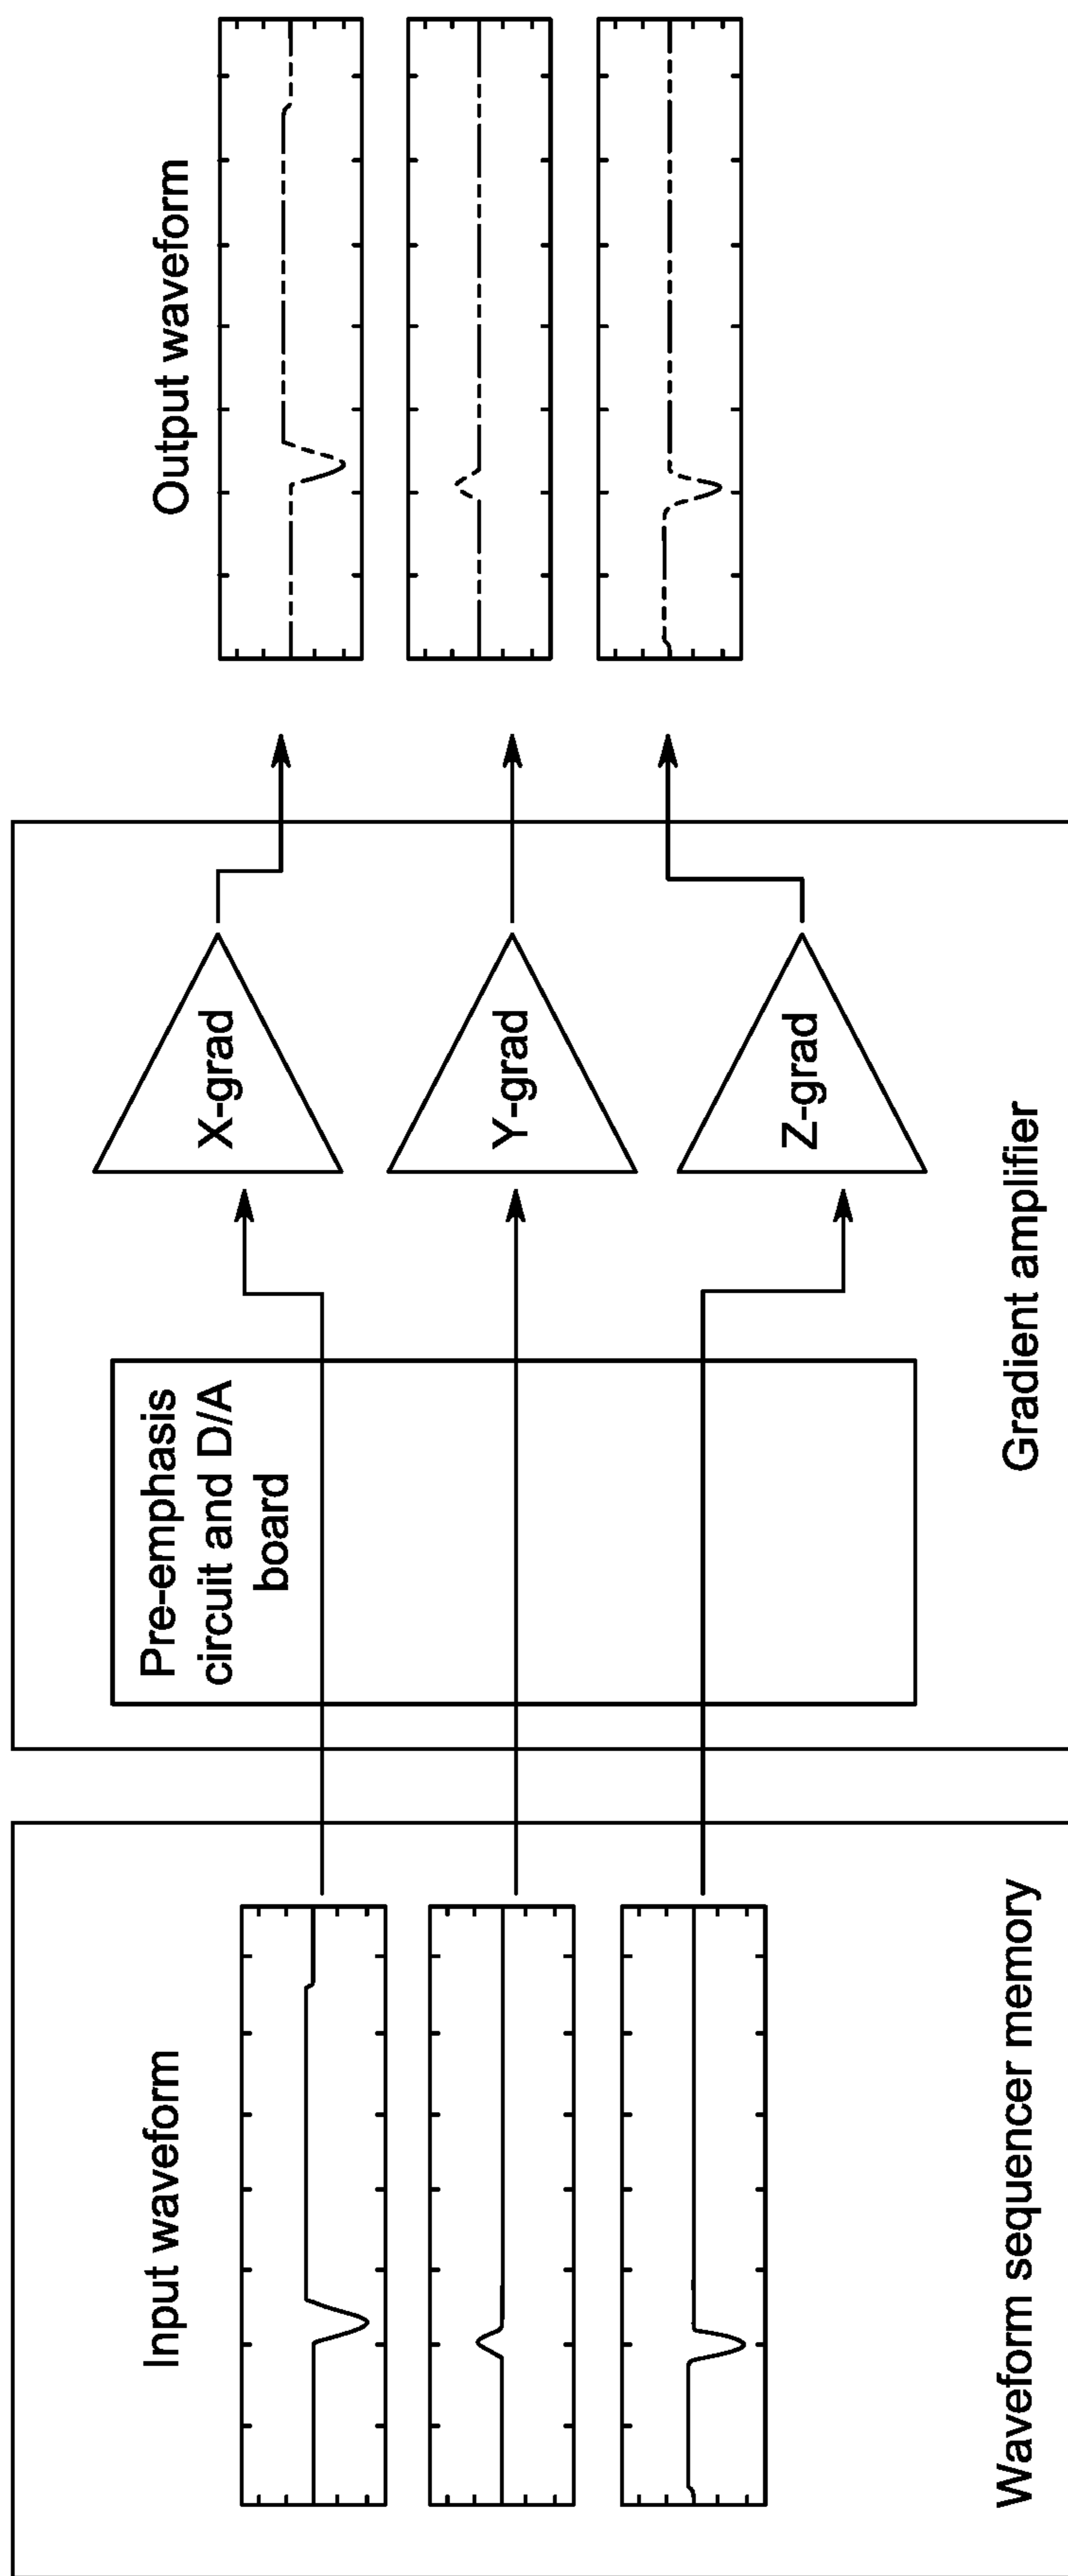 Input waveform
Waveform sequencer memory
Pre-emphasis
circuit and D/A
board
X-grad
Y-grad
Z-grad
Gradient amplifier
Output waveform